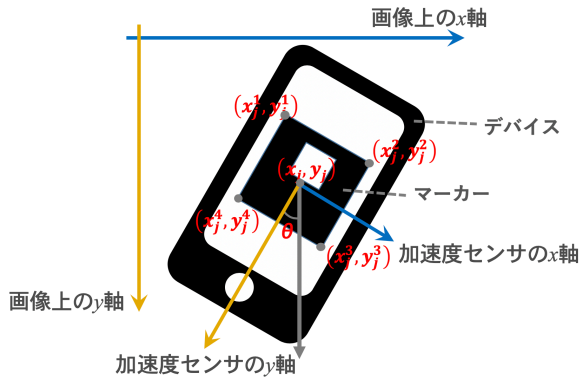 画像上のx軸
(x_j^1, y_j^1)
デバイス
(x_j^2, y_j^2)
(x_j, y_j)
マーカー
(x_j^4, y_j^4)
θ
(x_j^3, y_j^3)
加速度センサのx軸
画像上のy軸
加速度センサのy軸